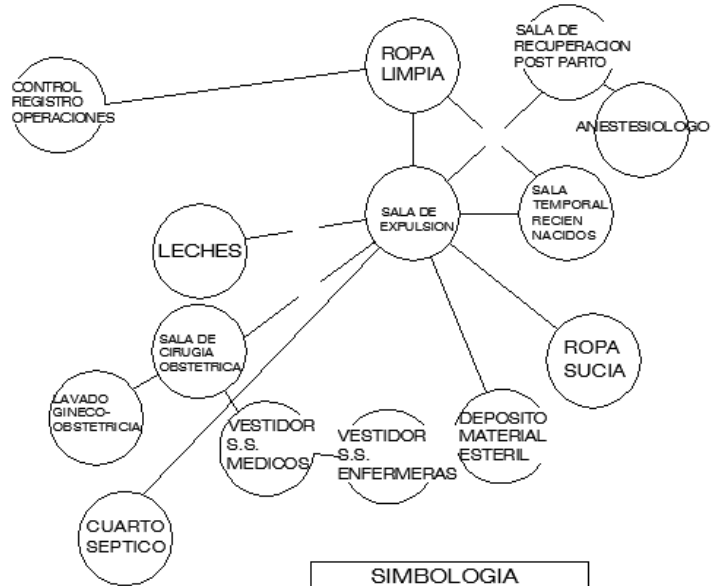 SALA DE
RECUPERACION
POST PARTO
ROPA
LIMPIA
CONTROL
REGISTRO
OPERACIONES
ANESTESIOLOGO
SALA
TEMPORAL
RECIEN
NACIDOS
SALA DE
EXPULSION
LECHES
SALA DE
CIRUGIA
OBSTETRICA
ROPA
SUCIA
LAVADO
GINECO-
OBSTETRICIA
VESTIDOR
S.S.
MEDICOS
VESTIDOR
S.S.
ENFERMERAS
DEPOSITO
MATERIAL
ESTERIL
CUARTO
SEPTICO
SIMBOLOGIA